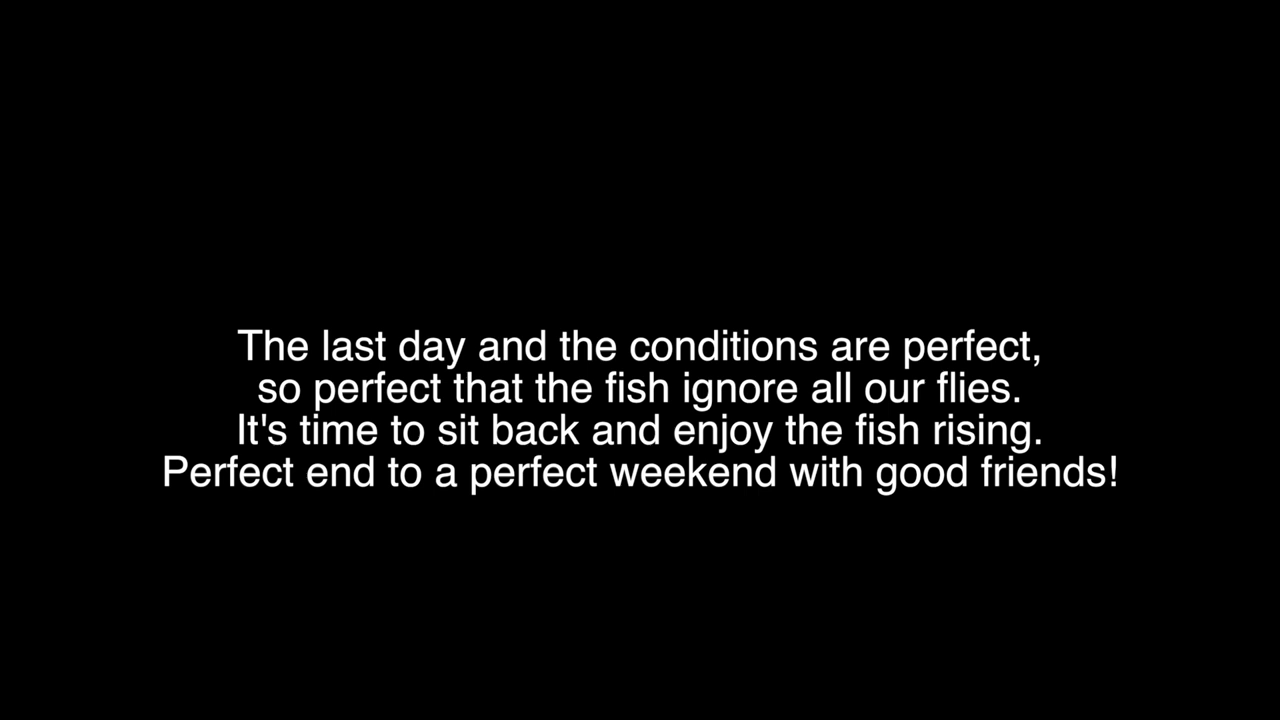 The last day and the conditions are perfect,
so perfect that the fish ignore all our flies.
It's time to sit back and enjoy the fish rising.
Perfect end to a perfect weekend with good friends!